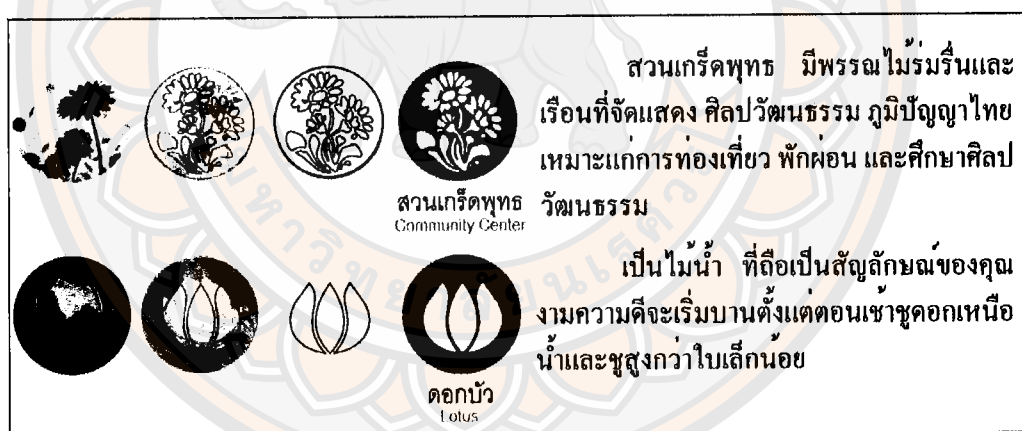 สวนเกร็ดพุทธ มีพรรณไม้ร่มรื่นและ
เรือนที่จัดแสดง ศิลปวัฒนธรรม ภูมิปัญญาไทย
เหมาะแก่การท่องเที่ยว พักผ่อน และศึกษาศิลป
วัฒนธรรม
สวนเกร็ดพุทธ
Community Center
เป็นไม้น้ำ ที่ถือเป็นสัญลักษณ์ของคุณ
งามความดีจะเริ่มบานตั้งแต่ตอนเช้าชูดอกเหนือ
น้ำและชูสูงกว่าใบเล็กน้อย
ดอกบัว
Lotus